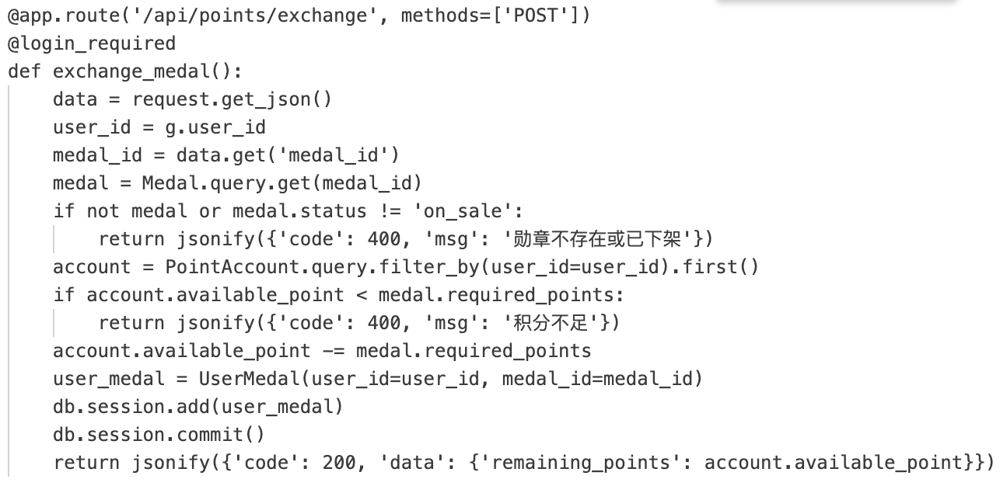 @app.route('/api/points/exchange', methods=['POST'])
@login_required
def exchange_medal():
    data = request.get_json()
    user_id = g.user_id
    medal_id = data.get('medal_id')
    medal = Medal.query.get(medal_id)
    if not medal or medal.status != 'on_sale':
        return jsonify({'code': 400, 'msg': '勋章不存在或已下架'})
    account = PointAccount.query.filter_by(user_id=user_id).first()
    if account.available_point < medal.required_points:
        return jsonify({'code': 400, 'msg': '积分不足'})
    account.available_point -= medal.required_points
    user_medal = UserMedal(user_id=user_id, medal_id=medal_id)
    db.session.add(user_medal)
    db.session.commit()
    return jsonify({'code': 200, 'data': {'remaining_points': account.available_point}})